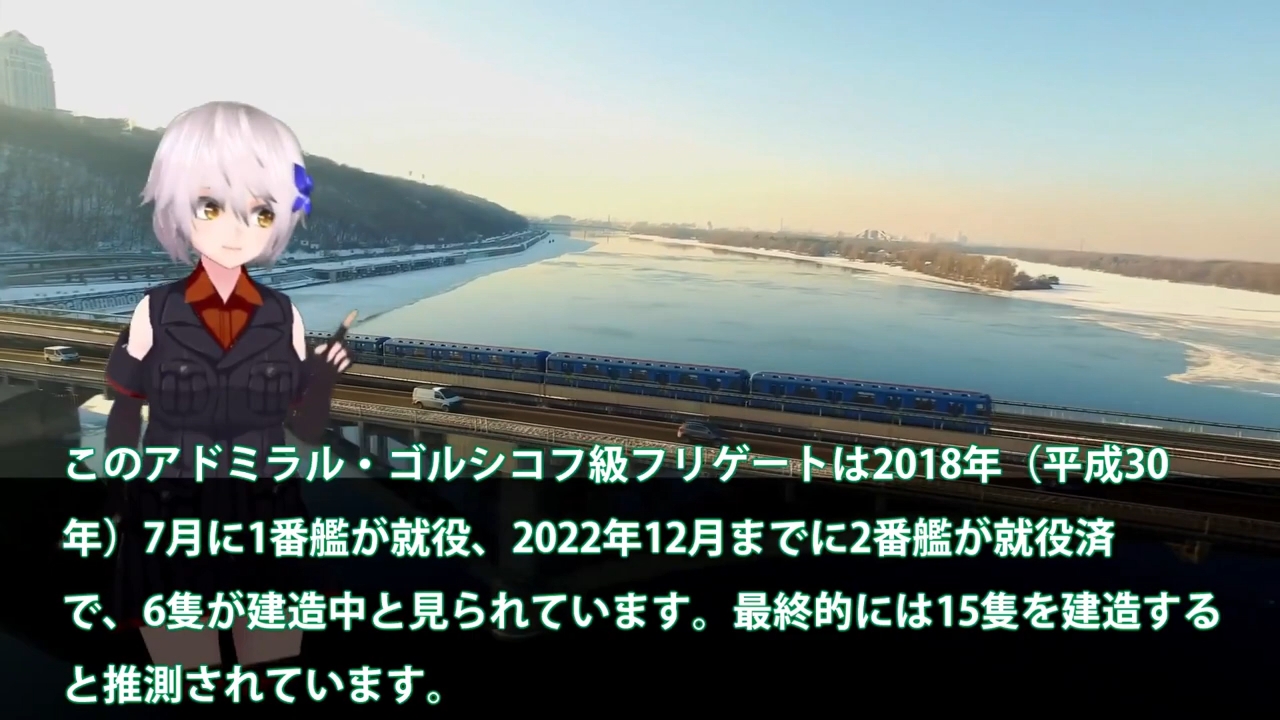 このアドミラル・ゴルシコフ級フリゲートは2018年（平成30
年）7月に1番艦が就役、2022年12月までに2番艦が就役済
で、6隻が建造中と見られています。最終的には15隻を建造する
と推測されています。